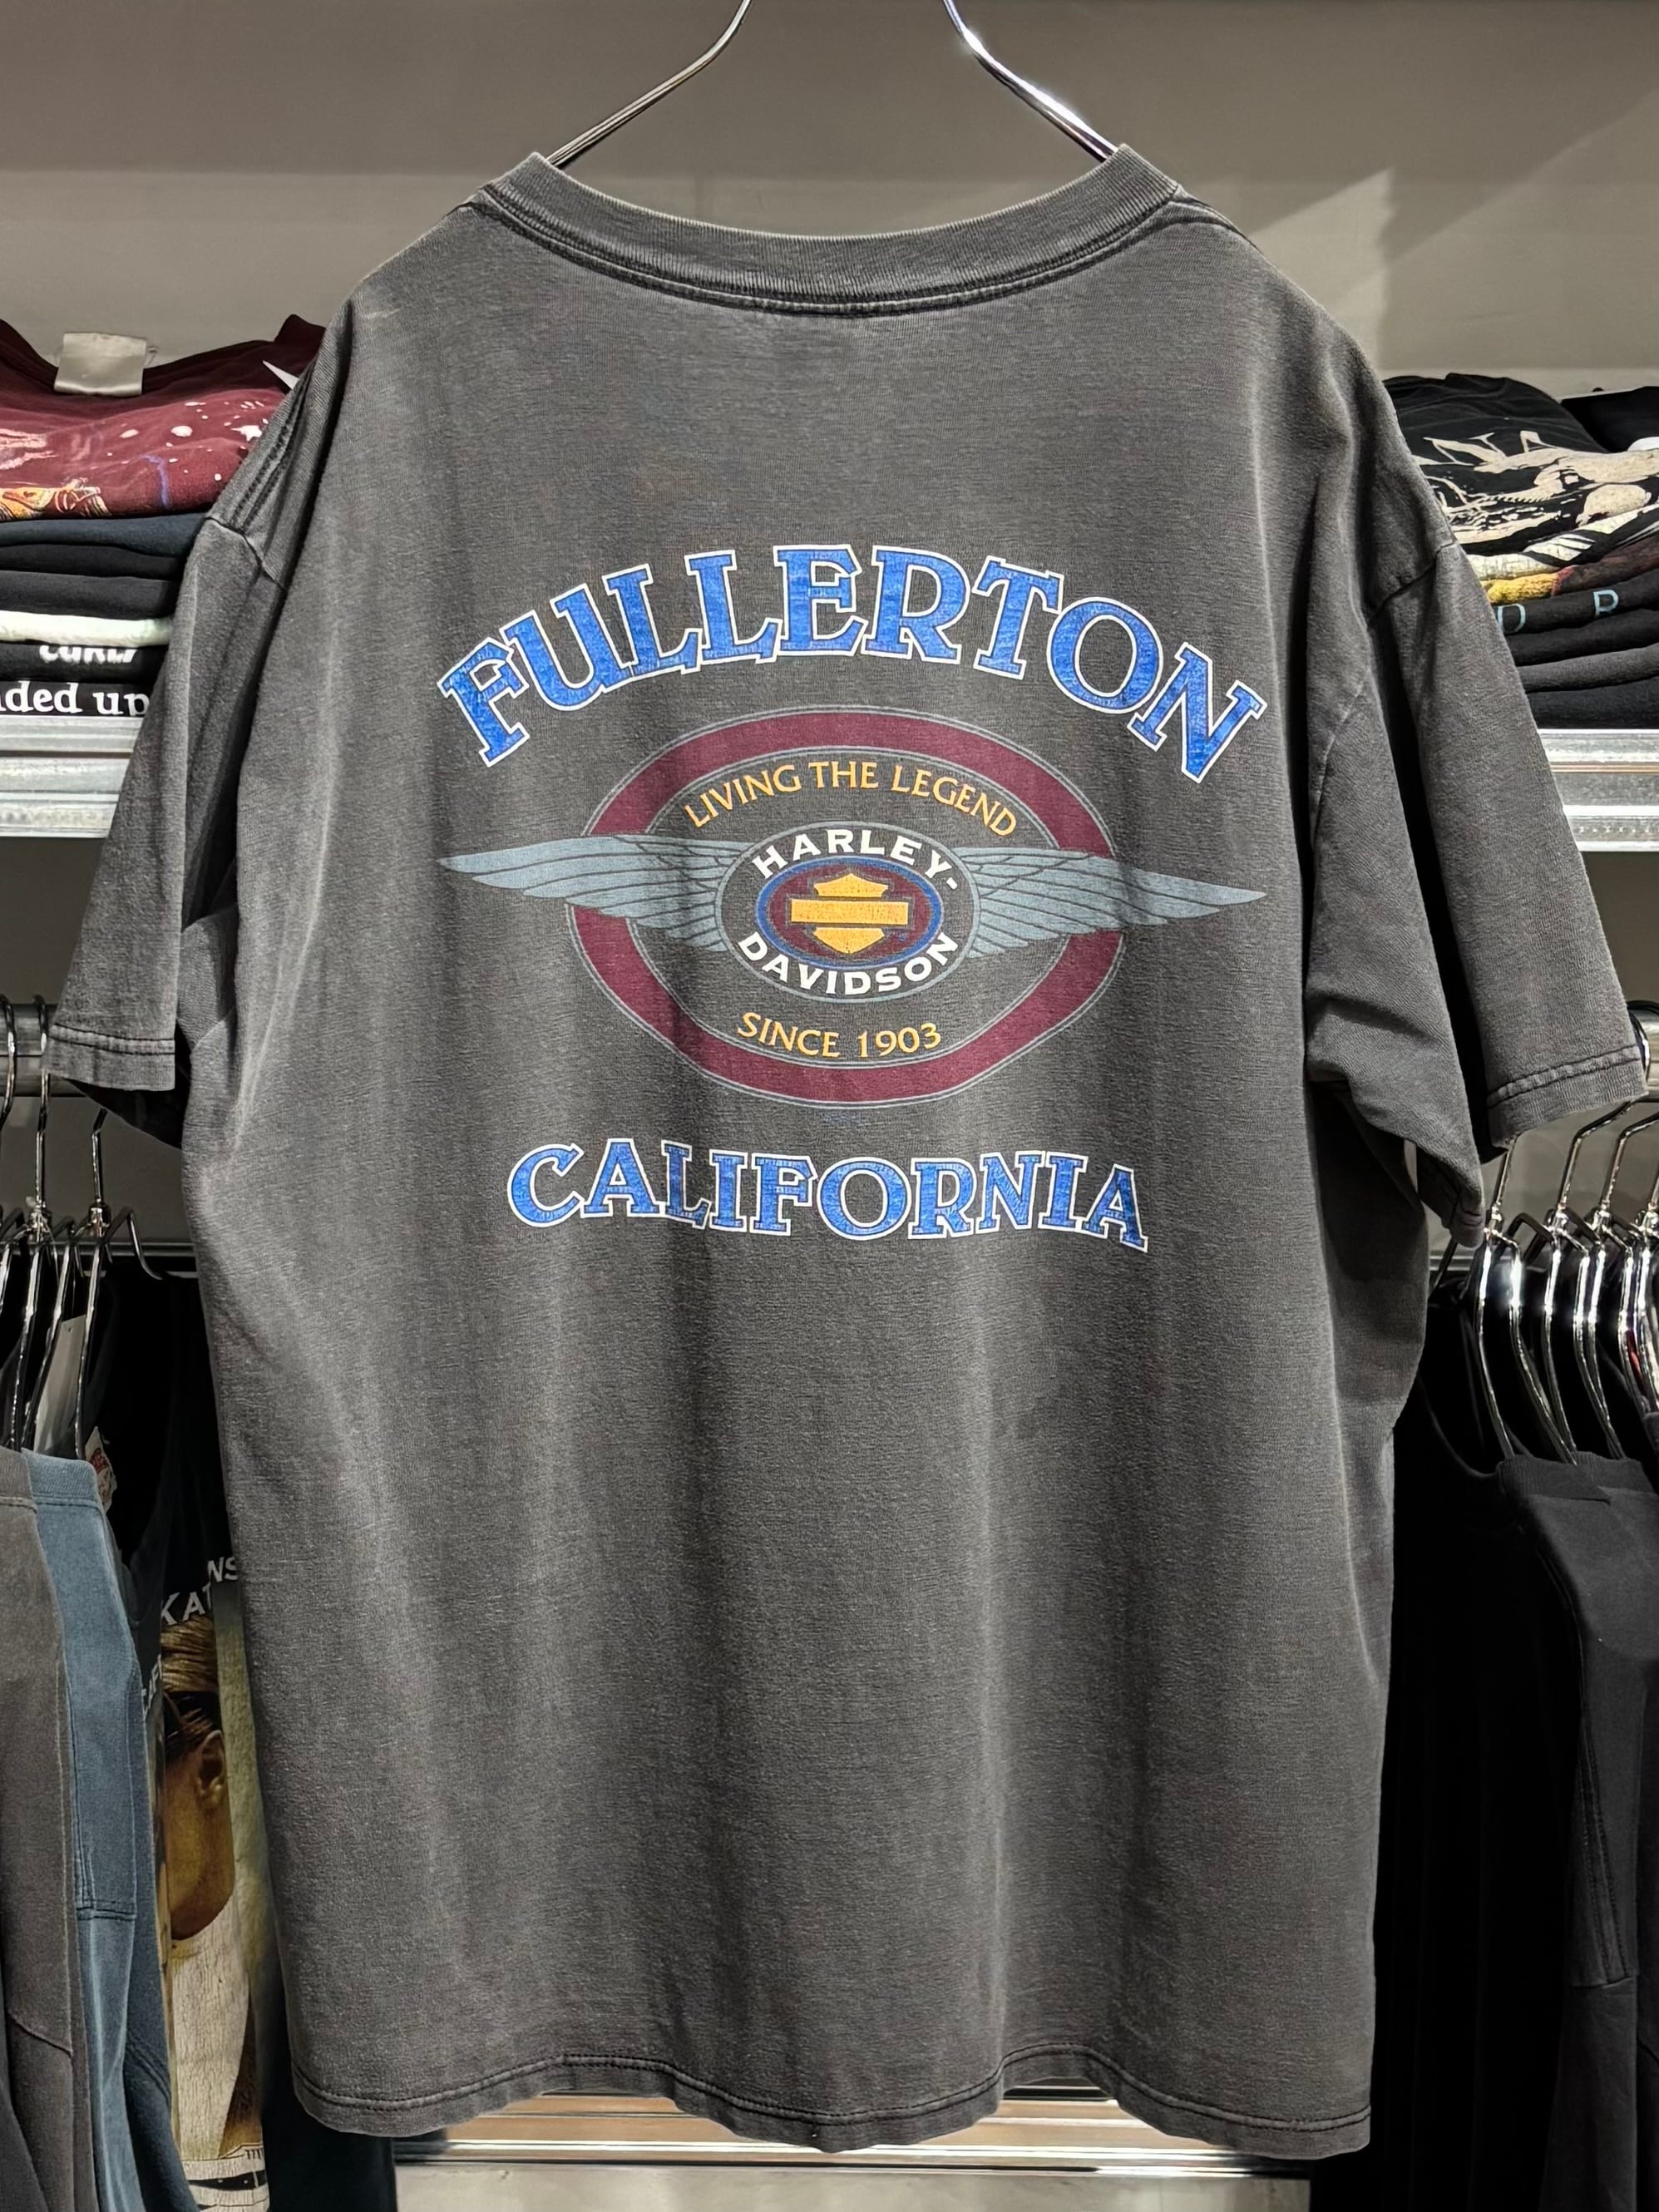 FULLERTON
LIVING THE LEGEND
HARLEY-
DAVIDSON
SINCE 1903
CALIFORNIA
ded up